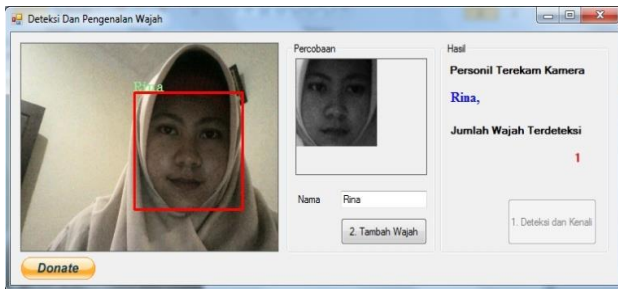 Deteksi Dan Pengenalan Wajah
Rina
Donate
Percobaan
Nama
Rina
2. Tambah Wajah
Hasil
Personil Terekam Kamera
Rina,
Jumlah Wajah Terdeteksi
1
1. Deteksi dan Kenali